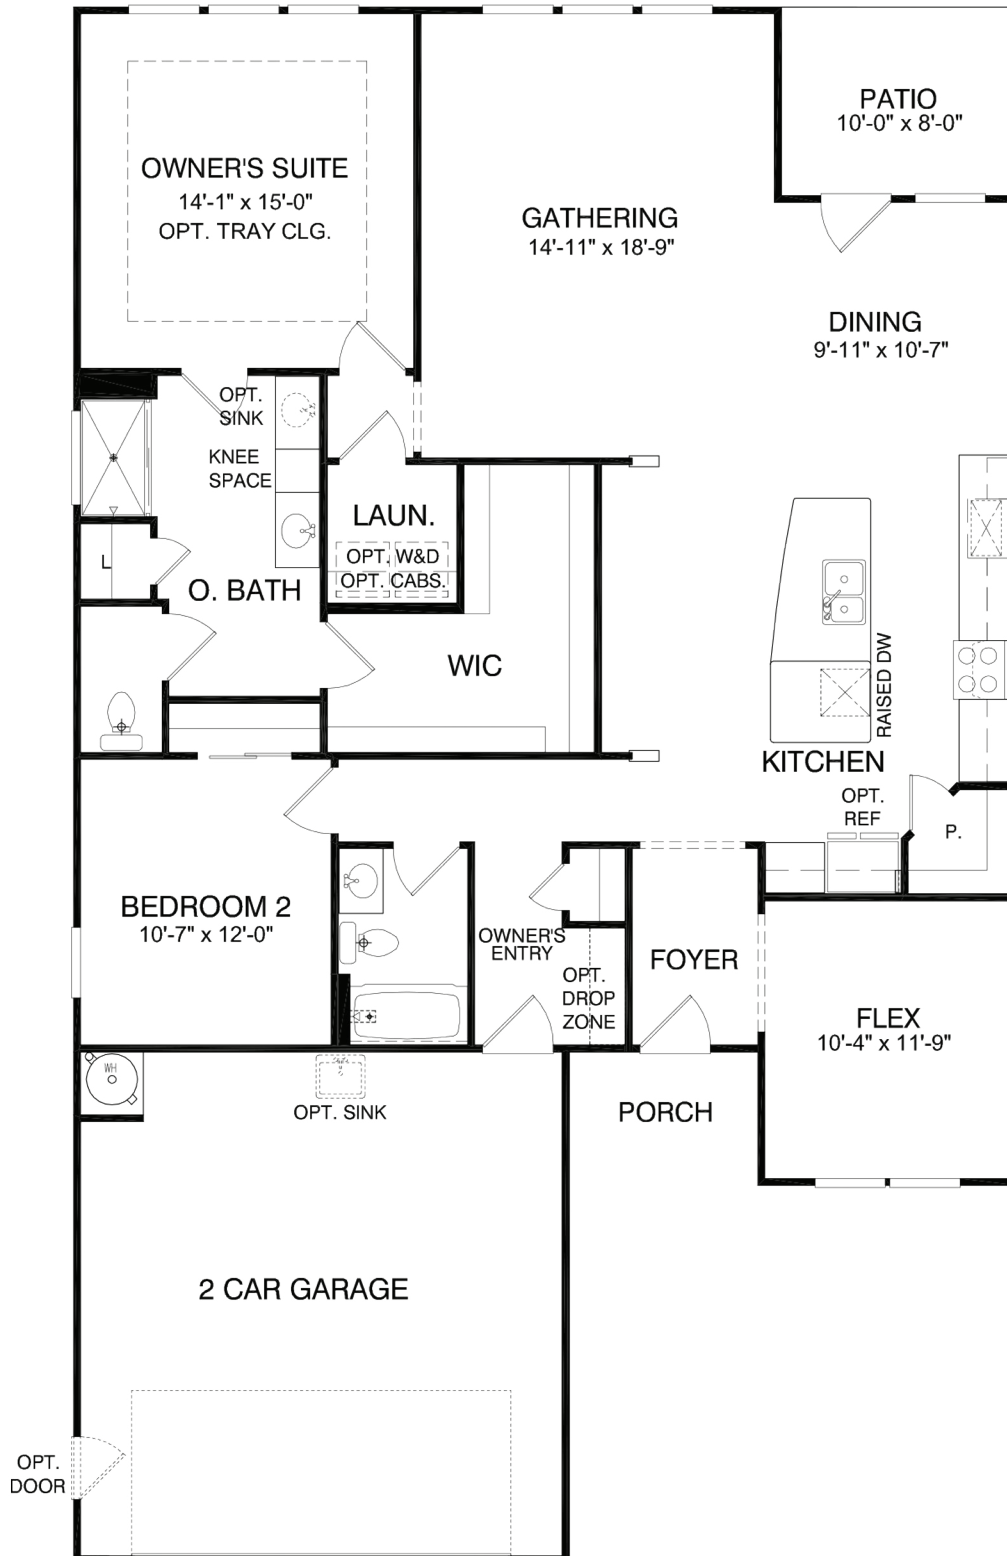 PATIO
10'-0" x 8'-0"
OWNER'S SUITE
14'-1" x 15'-0"
OPT. TRAY CLG.
GATHERING
14'-11" x 18'-9"
DINING
9'-11" x 10'-7"
OPT.
SINK
KNEE
SPACE
LAUN.
OPT. W&D
OPT. CABS.
L
O. BATH
WIC
RAISED DW
KITCHEN
OPT.
REF
P.
BEDROOM 2
10'-7" x 12'-0"
OWNER'S
ENTRY
OPT.
DROP
ZONE
FOYER
FLEX
10'-4" x 11'-9"
WH
OPT. SINK
PORCH
2 CAR GARAGE
OPT.
DOOR